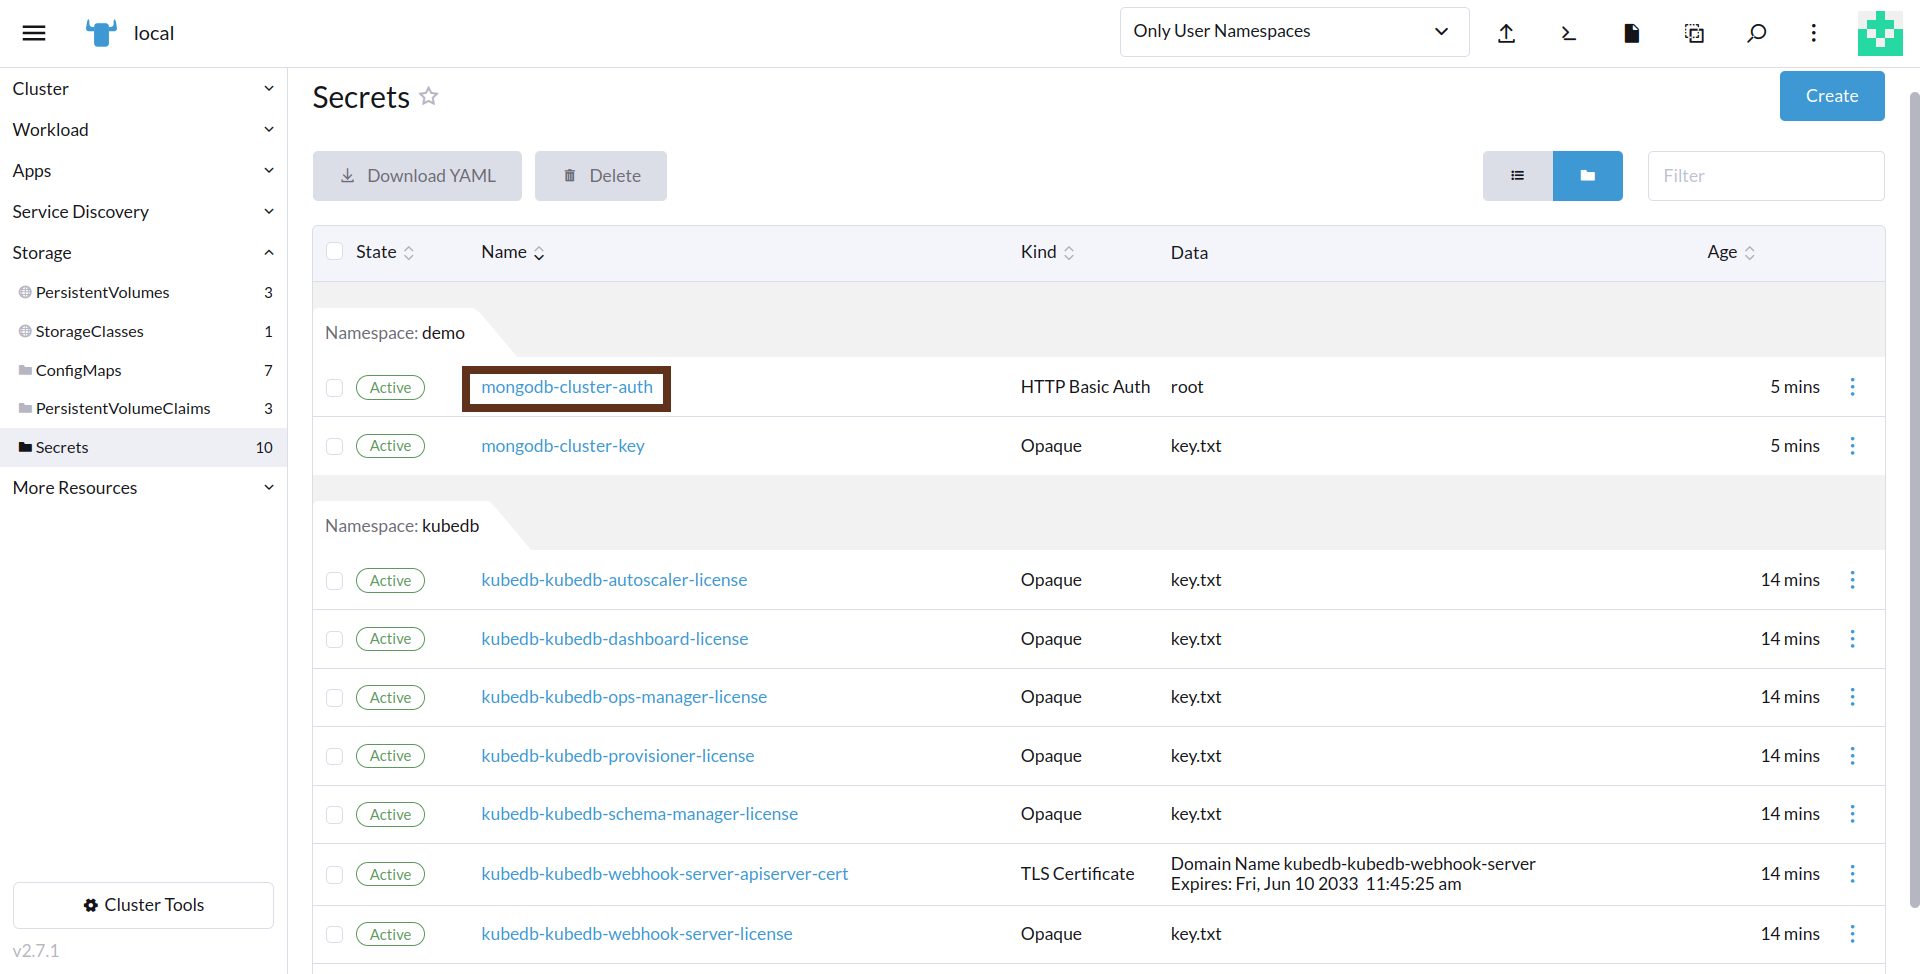 local
Only User Namespaces
Cluster
Workload
Apps
Service Discovery
Storage
PersistentVolumes 3
StorageClasses 1
ConfigMaps 7
PersistentVolumeClaims 3
Secrets 10
More Resources
Cluster Tools
v2.7.1
Secrets
Create
Download YAML
Delete
Filter
State Name Kind Data Age
Namespace: demo
Active mongodb-cluster-auth HTTP Basic Auth root 5 mins
Active mongodb-cluster-key Opaque key.txt 5 mins
Namespace: kubedb
Active kubedb-kubedb-autoscaler-license Opaque key.txt 14 mins
Active kubedb-kubedb-dashboard-license Opaque key.txt 14 mins
Active kubedb-kubedb-ops-manager-license Opaque key.txt 14 mins
Active kubedb-kubedb-provisioner-license Opaque key.txt 14 mins
Active kubedb-kubedb-schema-manager-license Opaque key.txt 14 mins
Active kubedb-kubedb-webhook-server-apiserver-cert TLS Certificate Domain Name kubedb-kubedb-webhook-server 14 mins
Expires: Fri, Jun 10 2033 11:45:25 am
Active kubedb-kubedb-webhook-server-license Opaque key.txt 14 mins